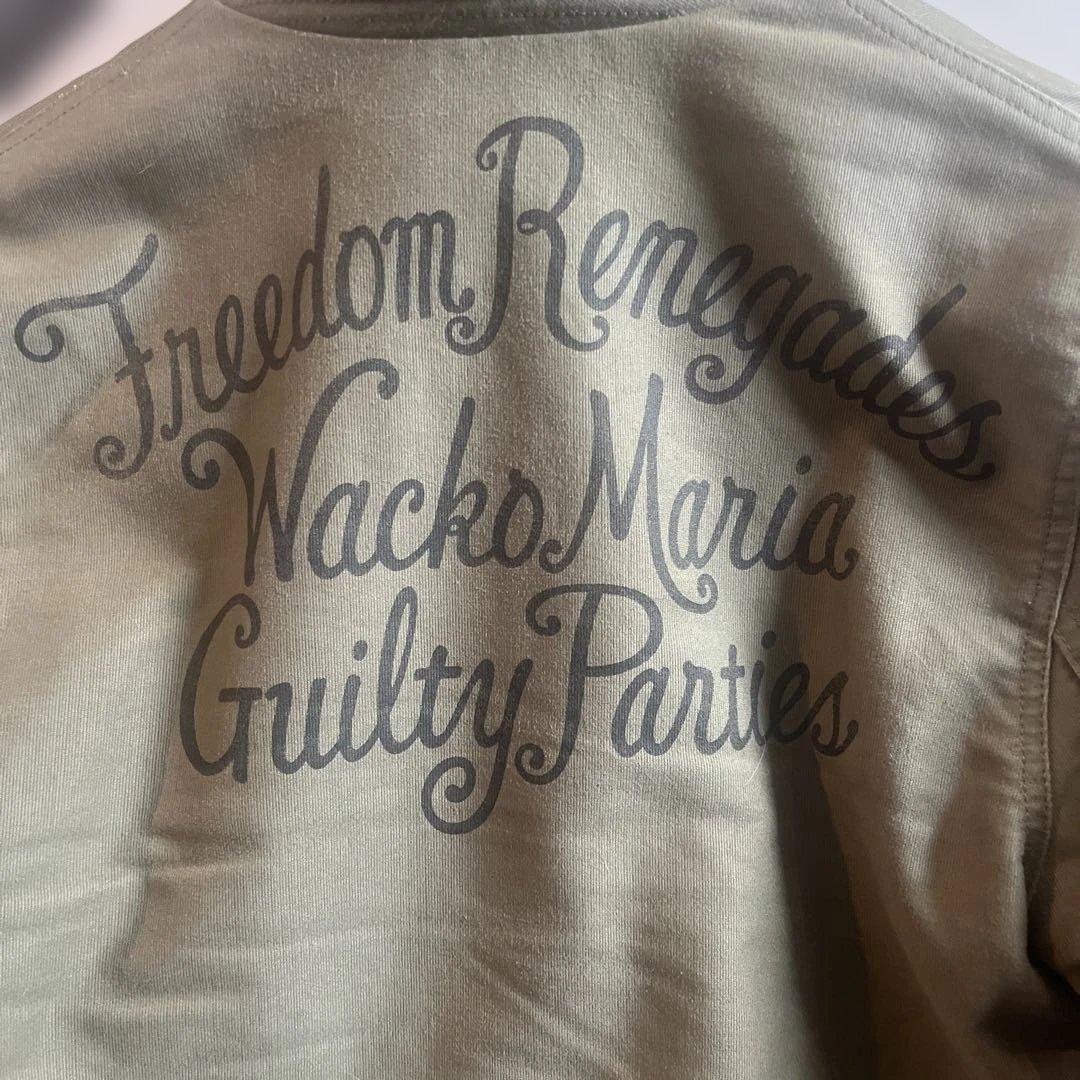 Freedom Renegades
Wacko Maria
Guilty Parties